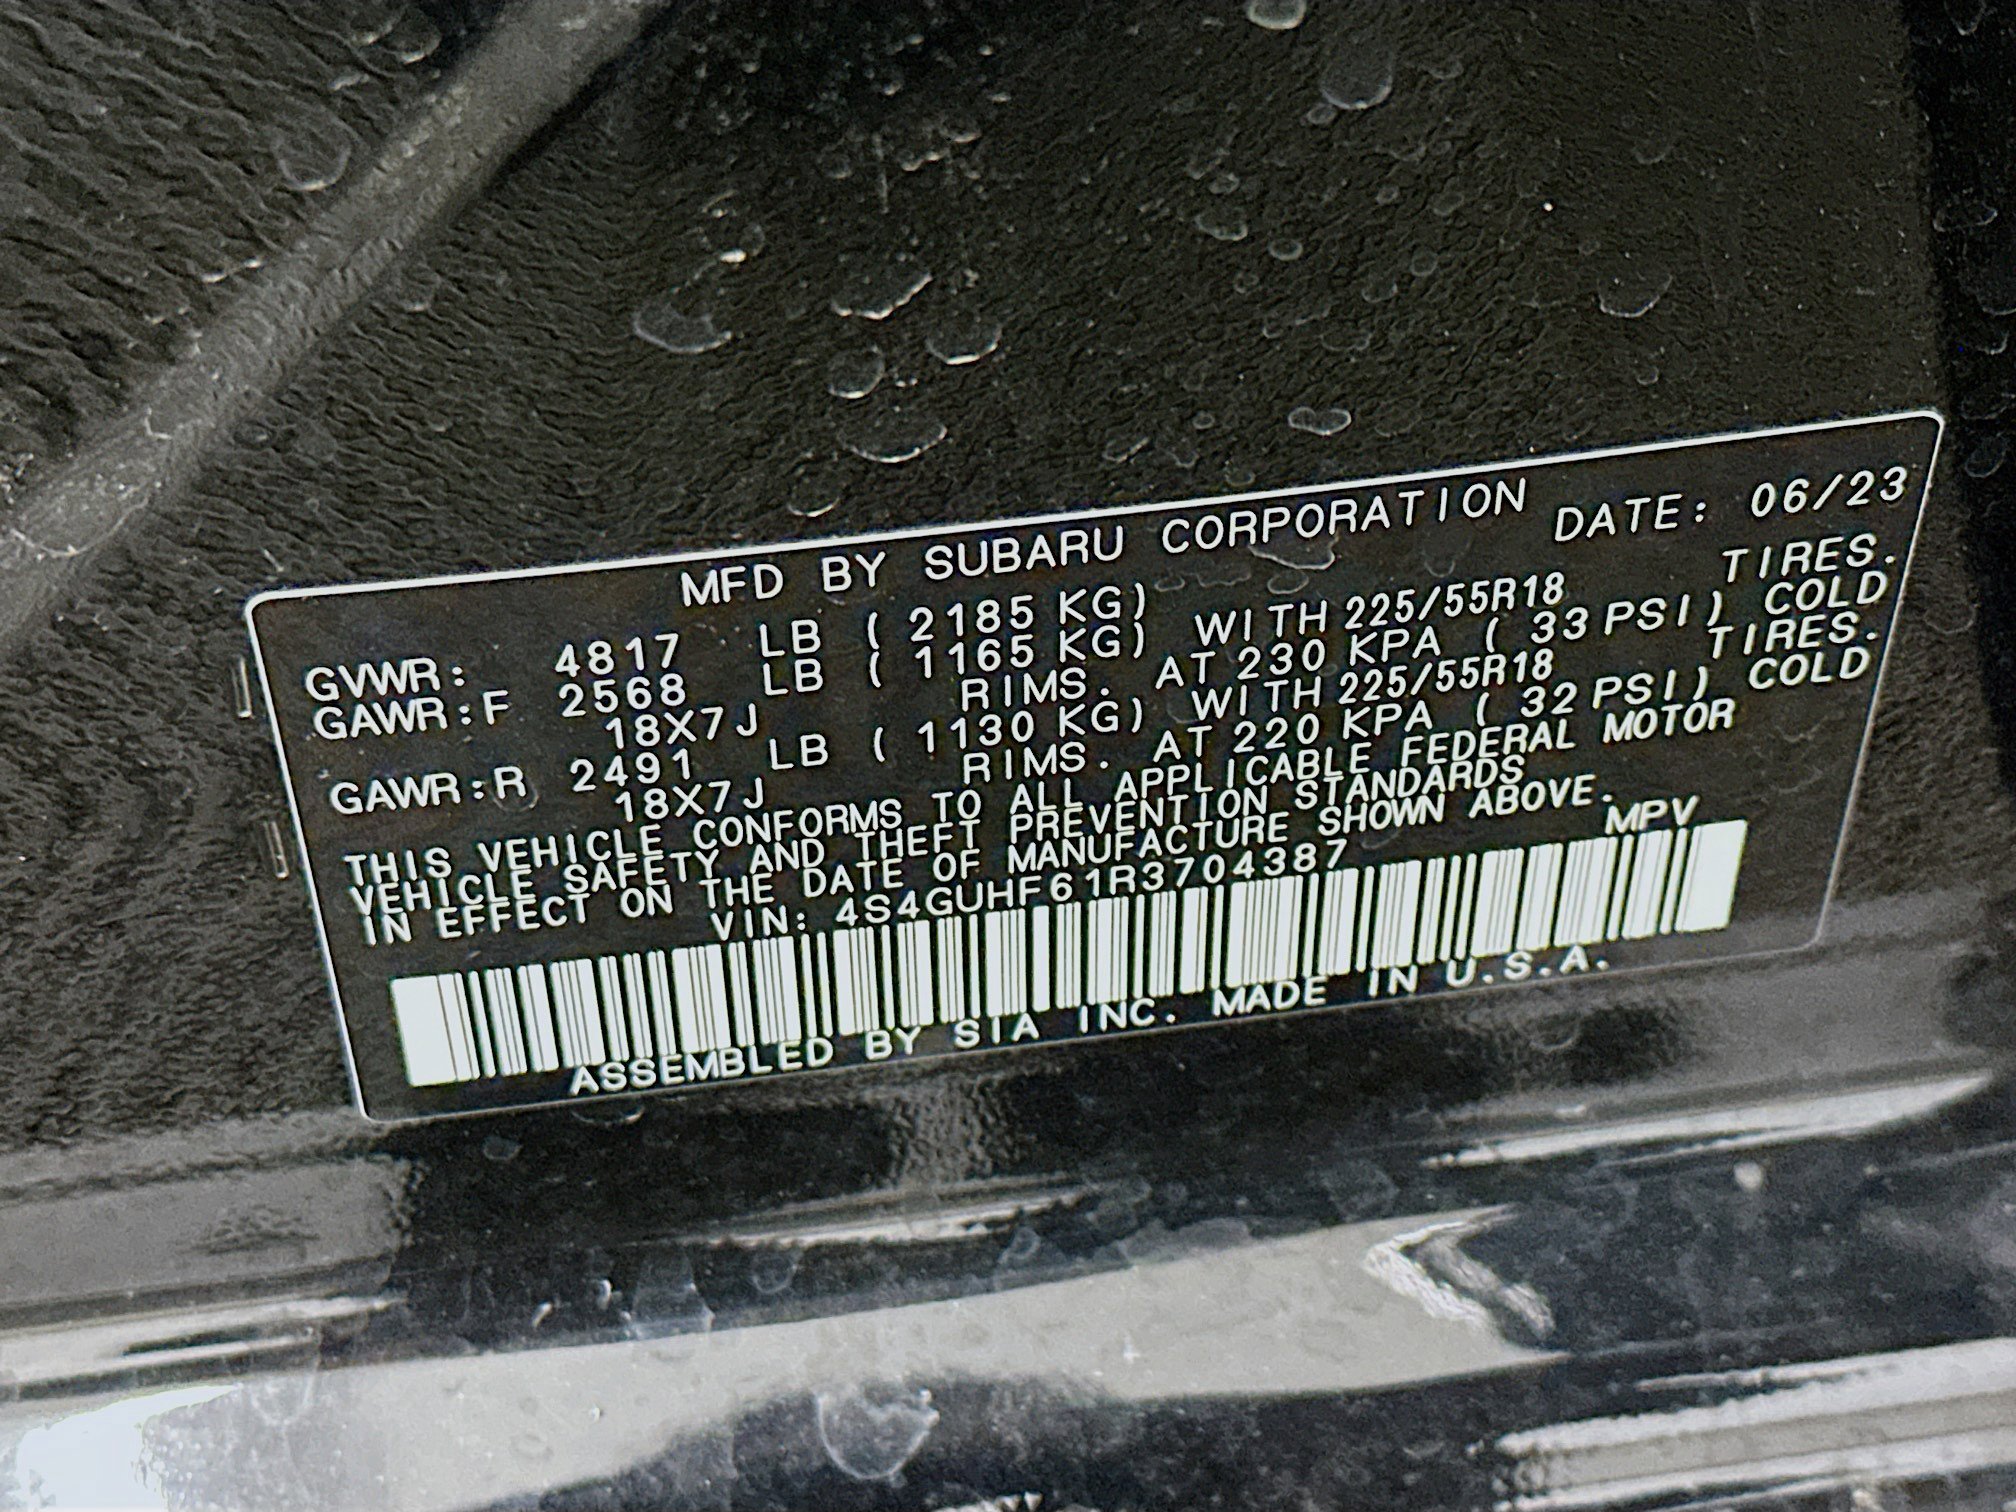 MFD BY SUBARU CORPORATION DATE: 06/23
GVWR: 4817 LB ( 2185 KG)
GAWR:F 2568 LB ( 1165 KG) WITH 225/55R18 TIRES.
18X7J RIMS. AT 230 KPA ( 33 PSI) COLD
GAWR:R 2491 LB ( 1130 KG) WITH 225/55R18 TIRES.
18X7J RIMS. AT 220 KPA ( 32 PSI) COLD
THIS VEHICLE CONFORMS TO ALL APPLICABLE FEDERAL MOTOR
VEHICLE SAFETY AND THEFT PREVENTION STANDARDS
IN EFFECT ON THE DATE OF MANUFACTURE SHOWN ABOVE.
VIN: 4S4GUHF61R3704387 MPV
ASSEMBLED BY SIA INC. MADE IN U.S.A.